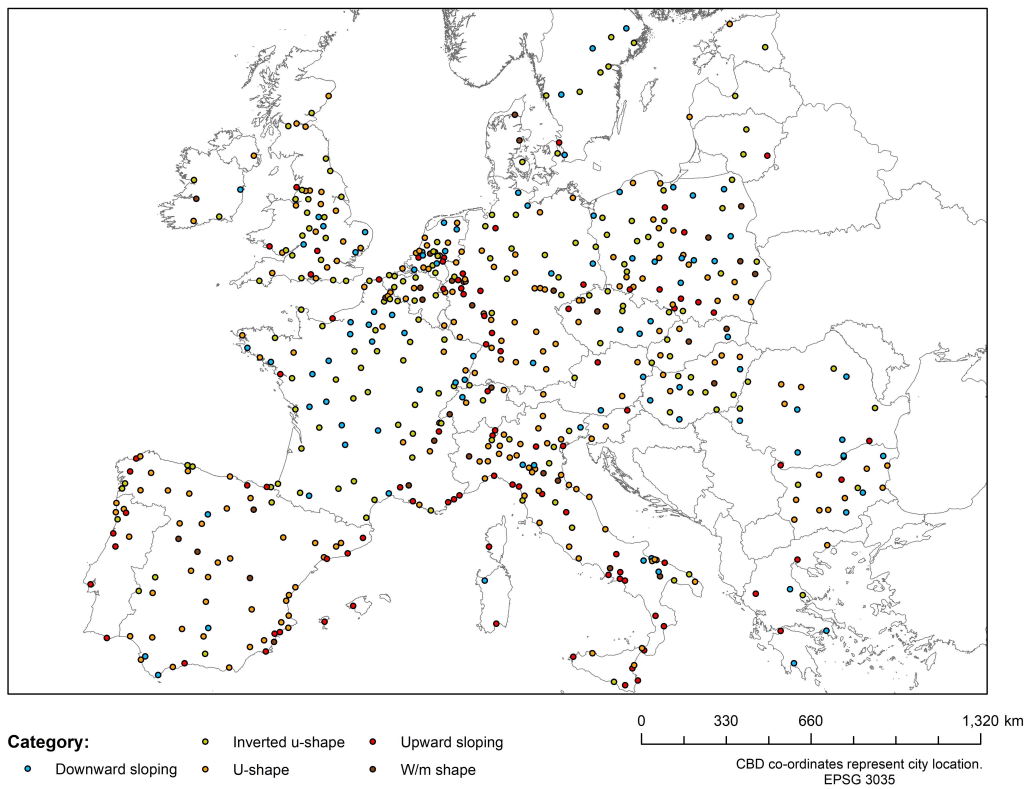 0 330 660 1,320 km
Category:
Inverted u-shape
Upward sloping
Downward sloping
U-shape
W/m shape
CBD co-ordinates represent city location.
EPSG 3035